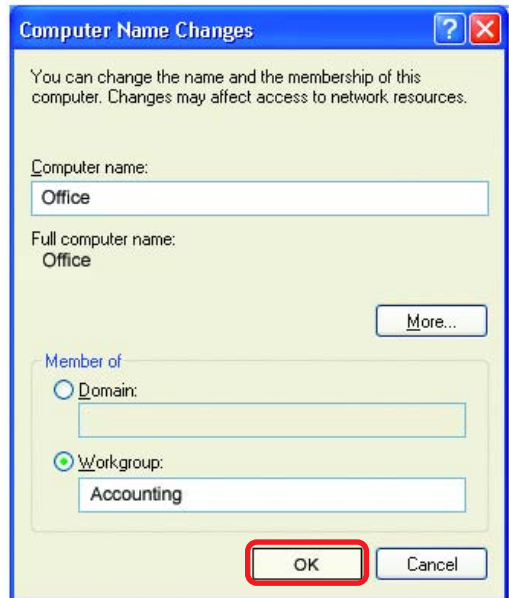 Computer Name Changes
You can change the name and the membership of this
computer. Changes may affect access to network resources.
Computer name:
Office
Full computer name:
Office
More...
Member of
Domain:
Workgroup:
Accounting
OK Cancel